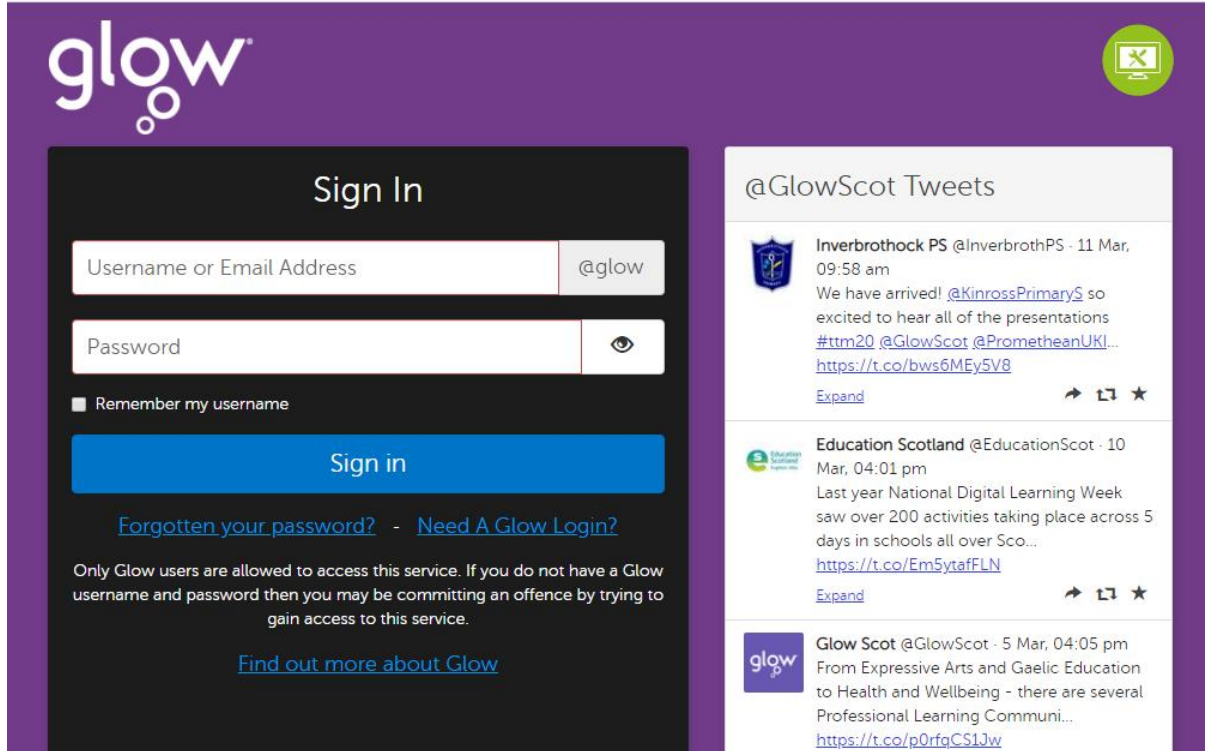 glow
Sign In
Username or Email Address
@glow
Password
Remember my username
Sign in
Forgotten your password? - Need A Glow Login?
Only Glow users are allowed to access this service. If you do not have a Glow
username and password then you may be committing an offence by trying to
gain access to this service.
Find out more about Glow
@GlowScot Tweets
Inverbrothock PS @InverbrothPS · 11 Mar,
09:58 am
We have arrived! @KinrossPrimaryS so
excited to hear all of the presentations
#ttm20 @GlowScot @PrometheanUKI...
https://t.co/bws6MEy5V8
Expand
Education Scotland
Education Scotland @EducationScot · 10
Mar, 04:01 pm
Last year National Digital Learning Week
saw over 200 activities taking place across 5
days in schools all over Sco...
https://t.co/Em5ytafFLN
Expand
glow
Glow Scot @GlowScot · 5 Mar, 04:05 pm
From Expressive Arts and Gaelic Education
to Health and Wellbeing - there are several
Professional Learning Communi...
https://t.co/p0rfqCS1Jw